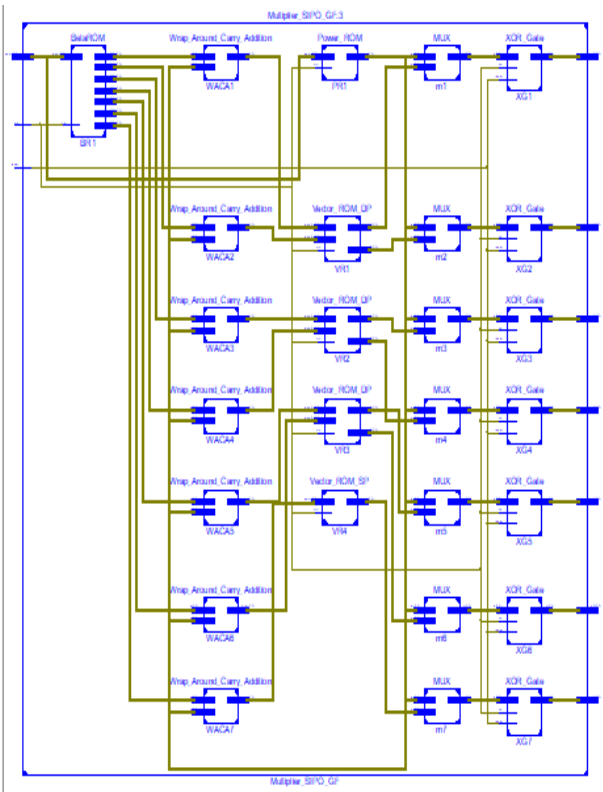 Multiplier_SIPO_GF:3
BetaROM
Wrap_Around_Carry_Addition
Power_ROM
MUX
XOR_Gate
BR1
WACA1
PR1
m1
XG1
Wrap_Around_Carry_Addition
Vector_ROM_DP
MUX
XOR_Gate
WACA2
VR1
m2
XG2
Wrap_Around_Carry_Addition
Vector_ROM_DP
MUX
XOR_Gate
WACA3
VR2
m3
XG3
Wrap_Around_Carry_Addition
Vector_ROM_DP
MUX
XOR_Gate
WACA4
VR3
m4
XG4
Wrap_Around_Carry_Addition
Vector_ROM_SP
MUX
XOR_Gate
WACA5
VR4
m5
XG5
Wrap_Around_Carry_Addition
MUX
XOR_Gate
WACA6
m6
XG6
Wrap_Around_Carry_Addition
MUX
XOR_Gate
WACA7
m7
XG7
Multiplier_SIPO_GF